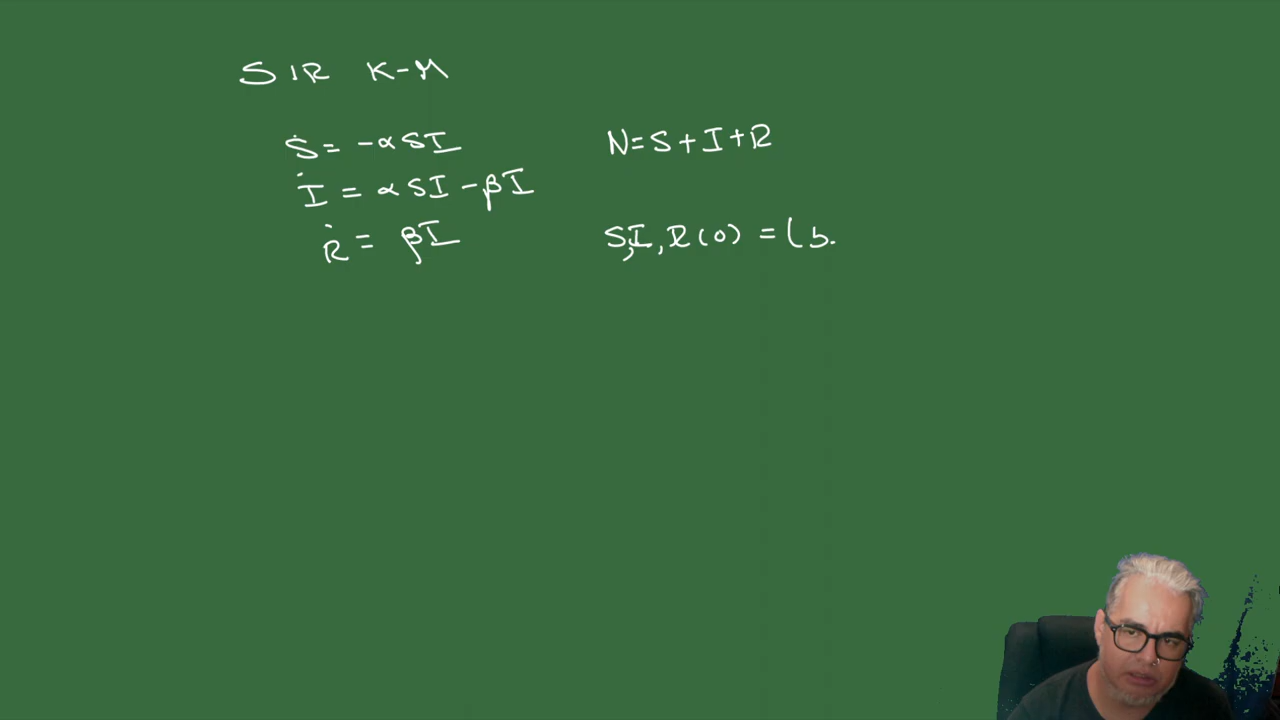 SIR K-M
Ṡ = -αSI
İ = αSI - βI
Ṙ = βI
N=S+I+R
S,I,R(0) = (